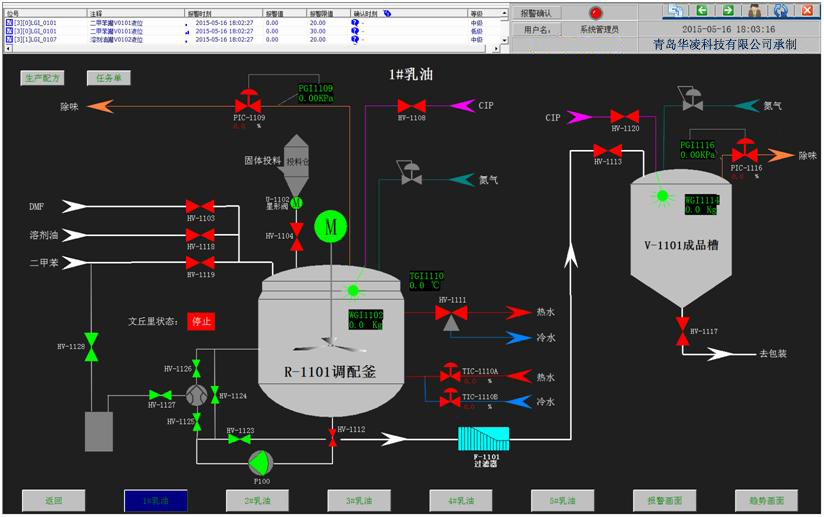 位号 注释 报警时刻 报警值 报警限值 确认时刻 等级
[3][0]LGI_0101 二甲苯罐V0101液位 2015-05-16 18:02:27 0.00 20.00 - 中级
[3][1]LGI_0101 二甲苯罐V0101液位 2015-05-16 18:02:27 0.00 30.00 - 低级
[3][0]LGI_0107 溶剂油罐V0102液位 2015-05-16 18:02:27 0.00 20.00 - 中级
报警确认
用户名: 系统管理员
2015-05-16 18:03:16
青岛华凌科技有限公司承制
生产配方 任务单
1#乳油
除味
PIC-1109
0.0 %
PGI1109
0.00KPa
HV-1108
CIP
CIP
HV-1120
氮气
HV-1113
PGI1116
0.00KPa
PIC-1116
0.0 %
除味
固体投料
投料仓
U-1102
星形阀
M
HV-1104
M
氮气
WGI1114
0.0 Kg
V-1101成品槽
DMF
HV-1103
溶剂油
HV-1118
二甲苯
HV-1119
TGI1110
0.0 ℃
WGI1102
0.0 Kg
R-1101调配釜
HV-1111
热水
冷水
HV-1117
去包装
文丘里状态: 停止
HV-1128
HV-1126
HV-1127
HV-1124
HV-1125
HV-1123
TIC-1110A
0.0 %
热水
TIC-1110B
0.0 %
冷水
HV-1112
P100
F-1101
过滤器
返回 1#乳油 2#乳油 3#乳油 4#乳油 5#乳油 报警画面 趋势画面